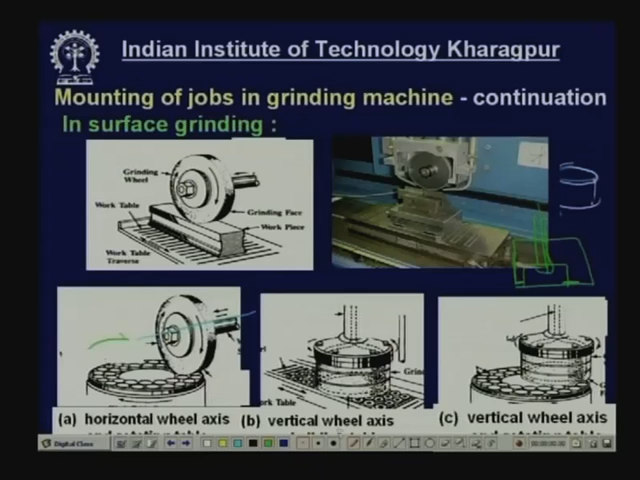 Indian Institute of Technology Kharagpur
Mounting of jobs in grinding machine - continuation
In surface grinding :
Grinding
Wheel
Work Table
Grinding Face
Work Piece
Work Table
Traverse
(a) horizontal wheel axis
(b) vertical wheel axis
(c) vertical wheel axis
Digital Class